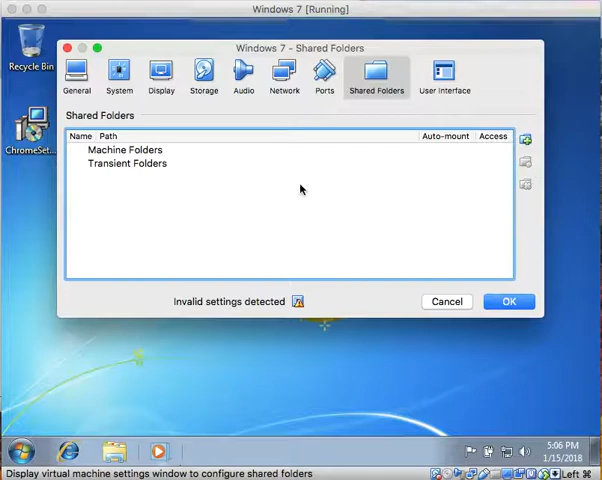 Windows 7 [Running]
Recycle Bin
ChromeSet...
Windows 7 - Shared Folders
General
System
Display
Storage
Audio
Network
Ports
Shared Folders
User Interface
Shared Folders
Name Path Auto-mount Access
Machine Folders
Transient Folders
Invalid settings detected
Cancel
OK
5:06 PM
1/15/2018
Display virtual machine settings window to configure shared folders
Left ⌘